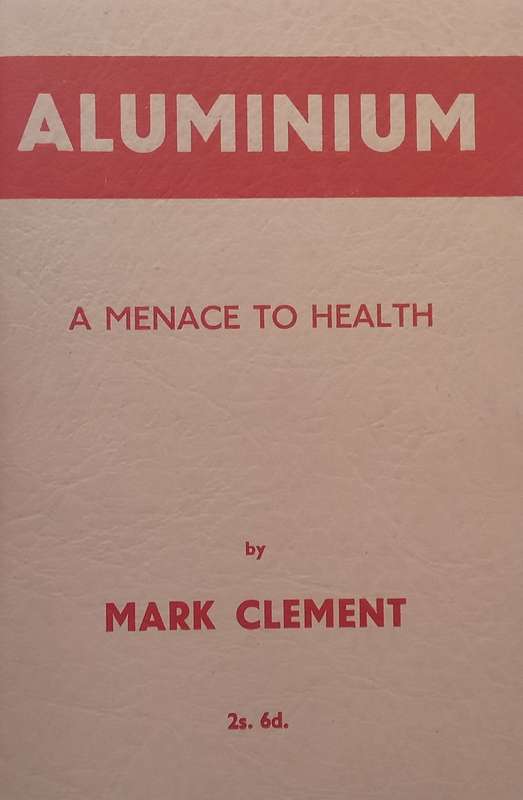 ALUMINIUM
A MENACE TO HEALTH
by
MARK CLEMENT
2s. 6d.